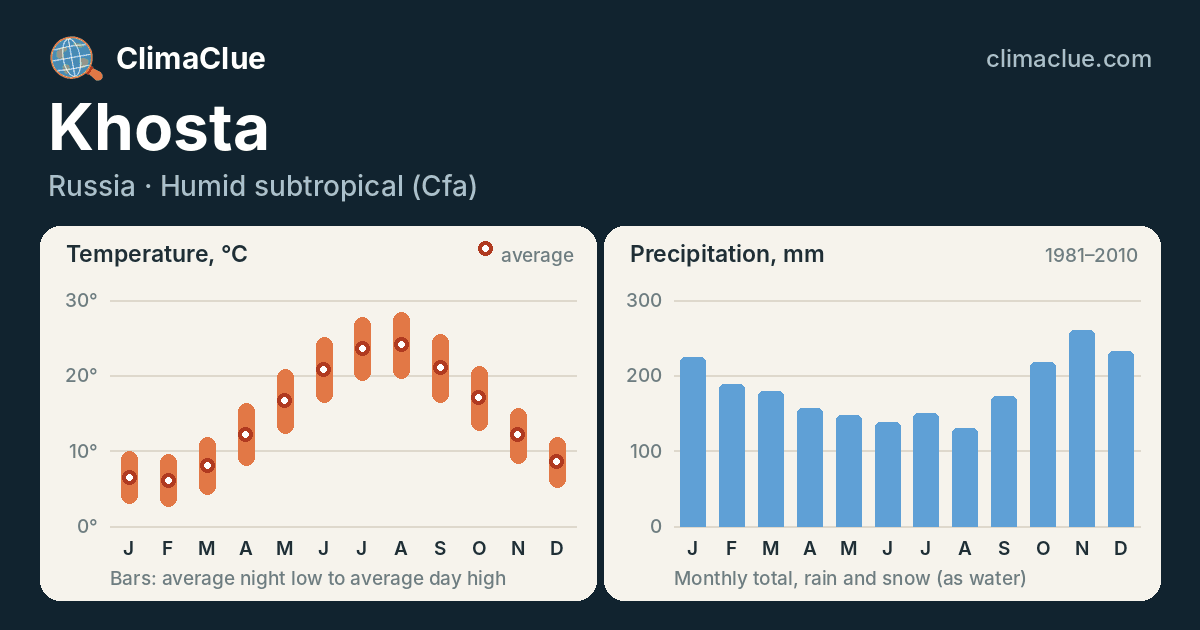 ClimaClue
climaclue.com
Khosta
Russia · Humid subtropical (Cfa)
Temperature, °C
average
30°
20°
10°
0°
J F M A M J J A S O N D
Bars: average night low to average day high
Precipitation, mm
1981–2010
300
200
100
0
J F M A M J J A S O N D
Monthly total, rain and snow (as water)